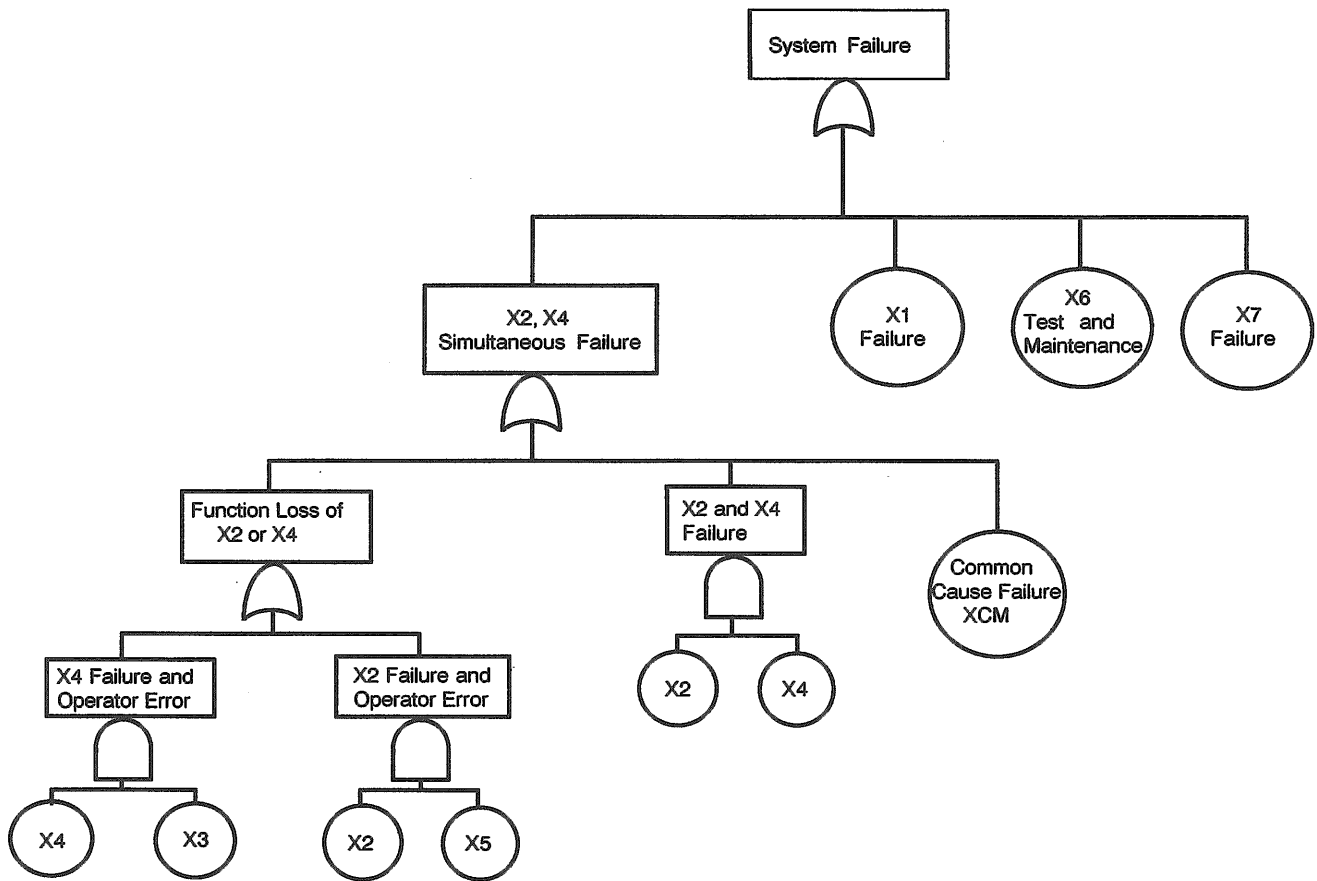 System Failure
X2, X4
Simultaneous Failure
X1
Failure
X6
Test and
Maintenance
X7
Failure
Function Loss of
X2 or X4
X2 and X4
Failure
Common
Cause Failure
XCM
X4 Failure and
Operator Error
X2 Failure and
Operator Error
X2
X4
X4
X3
X2
X5